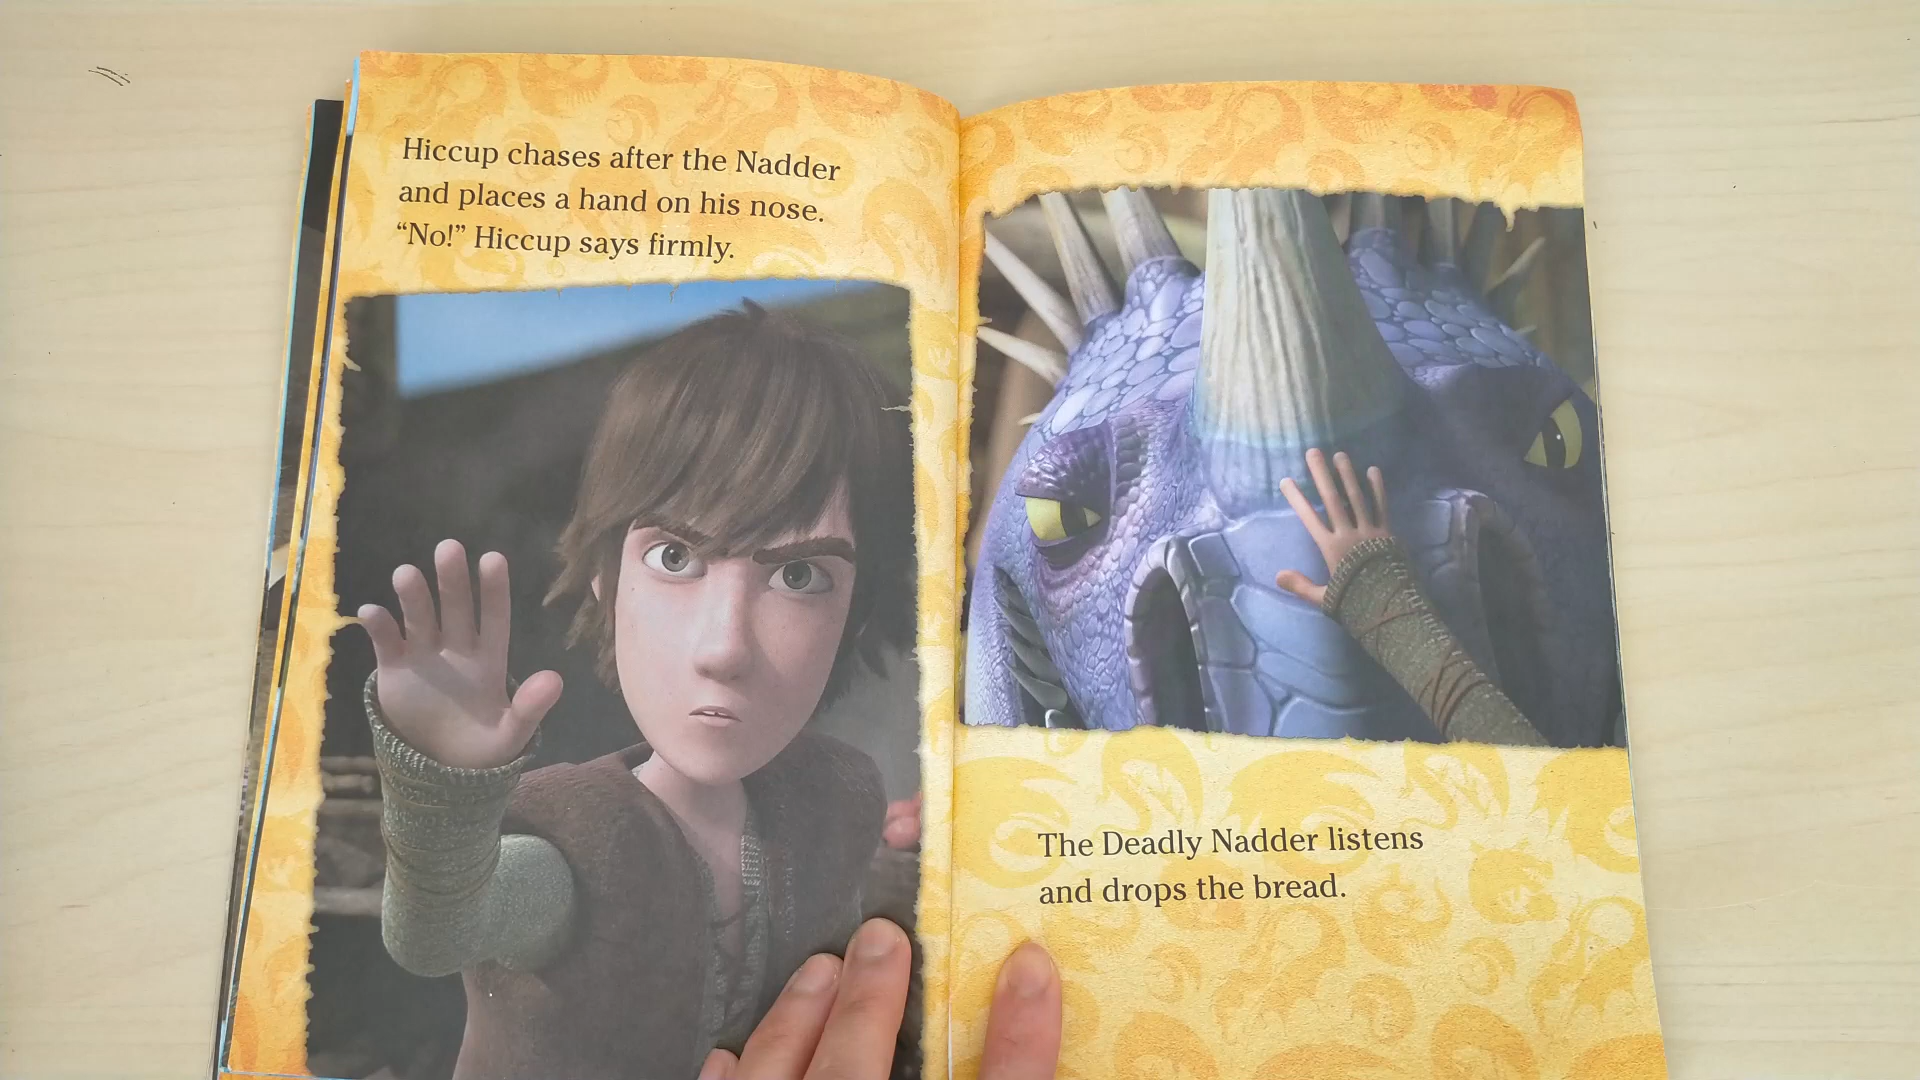 Hiccup chases after the Nadder
and places a hand on his nose.
“No!” Hiccup says firmly.
The Deadly Nadder listens
and drops the bread.